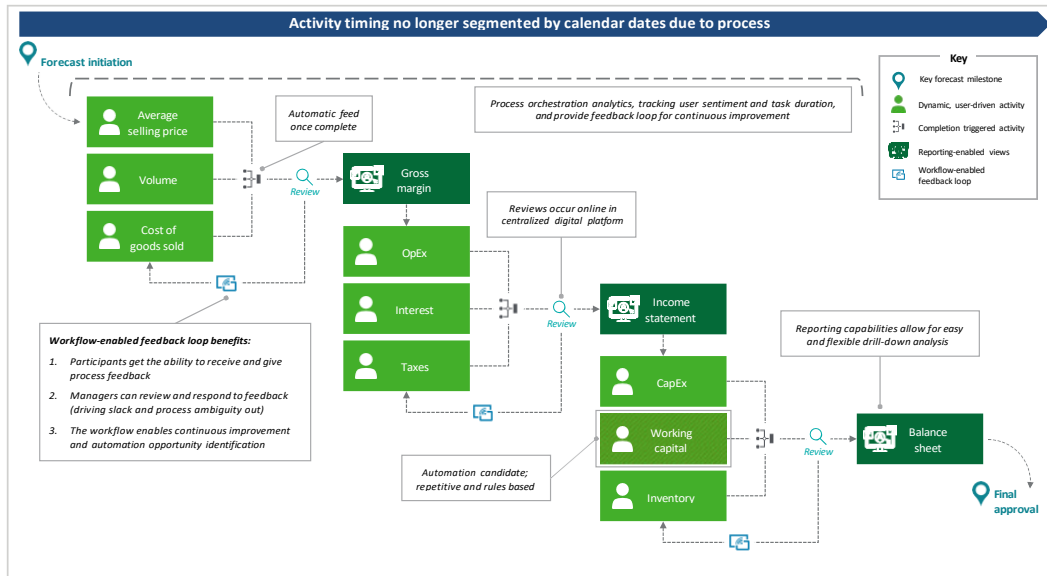 Activity timing no longer segmented by calendar dates due to process
Forecast initiation
Key
Key forecast milestone
Dynamic, user-driven activity
Completion triggered activity
Reporting-enabled views
Workflow-enabled
feedback loop
Process orchestration analytics, tracking user sentiment and task duration,
and provide feedback loop for continuous improvement
Automatic feed
once complete
Average
selling price
Volume
Cost of
goods sold
Review
Gross
margin
Reviews occur online in
centralized digital platform
OpEx
Interest
Taxes
Review
Income
statement
Reporting capabilities allow for easy
and flexible drill-down analysis
Workflow-enabled feedback loop benefits:
1. Participants get the ability to receive and give
process feedback
2. Managers can review and respond to feedback
(driving slack and process ambiguity out)
3. The workflow enables continuous improvement
and automation opportunity identification
CapEx
Working
capital
Inventory
Automation candidate;
repetitive and rules based
Review
Balance
sheet
Final
approval